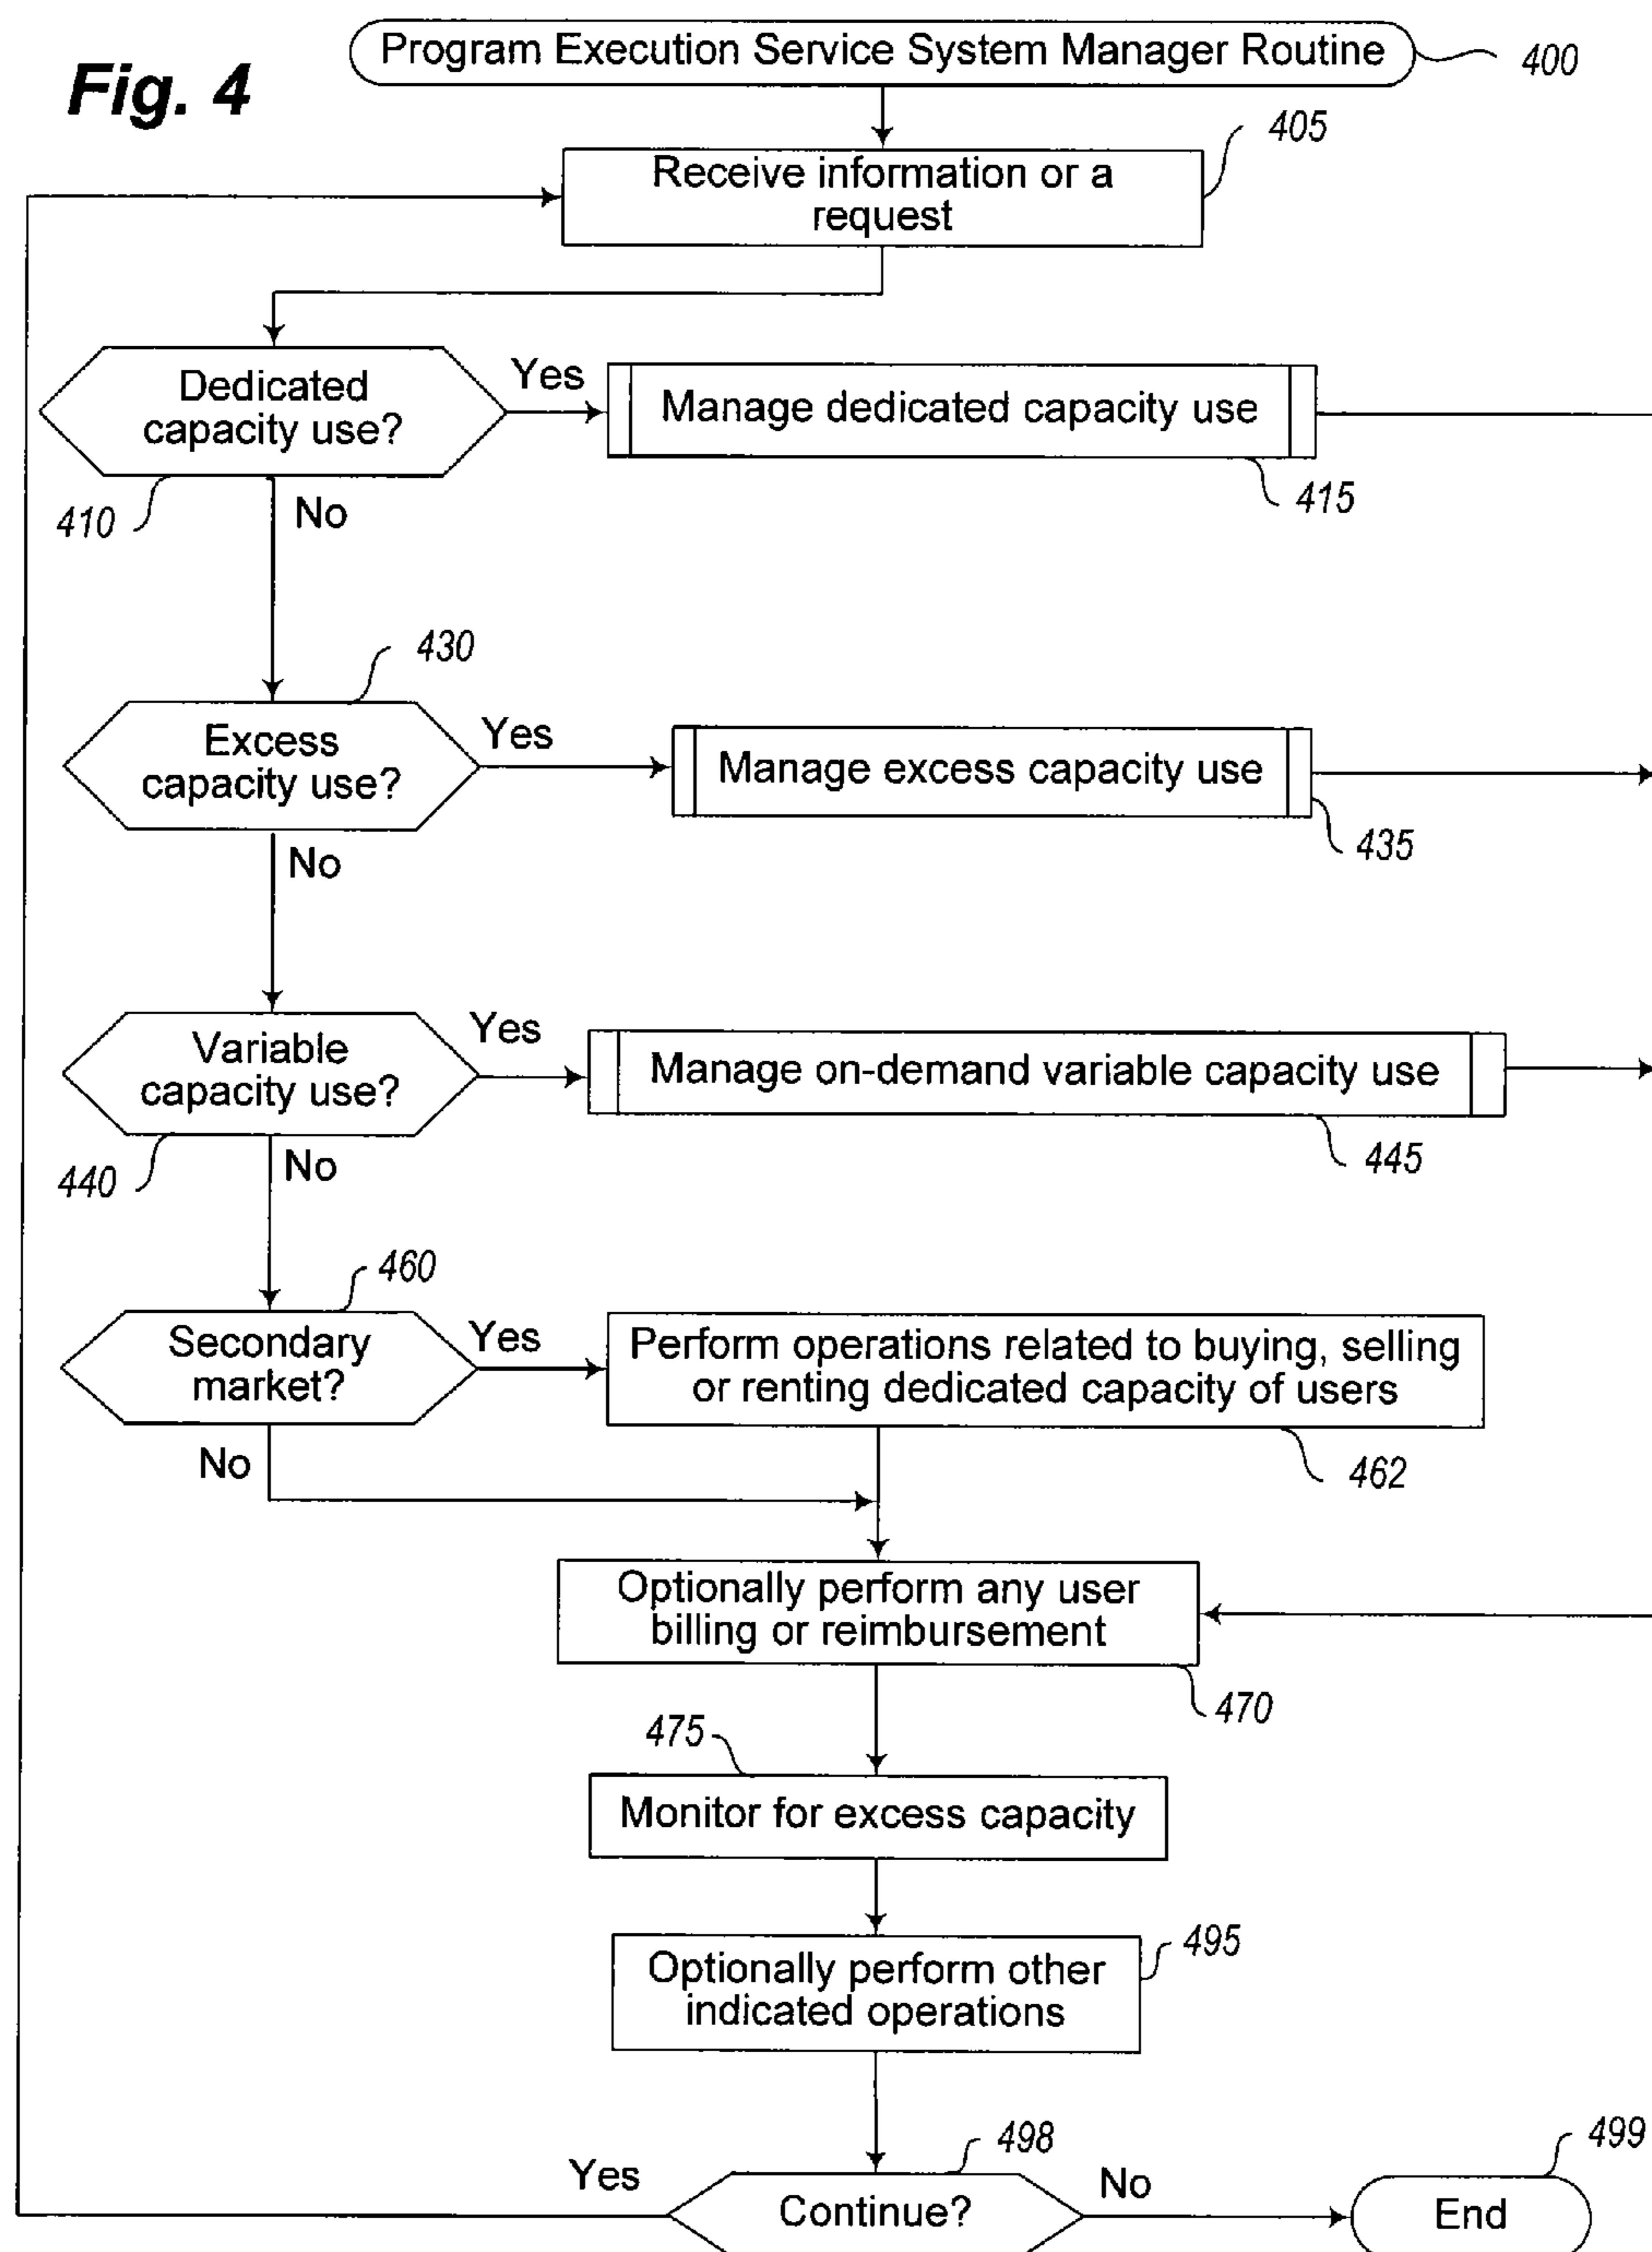 Fig. 4
Program Execution Service System Manager Routine
400
405
Receive information or a
request
Dedicated
capacity use?
Yes
Manage dedicated capacity use
410
No
415
430
Excess
capacity use?
Yes
Manage excess capacity use
435
No
Variable
capacity use?
Yes
Manage on-demand variable capacity use
440
No
445
460
Secondary
market?
Yes
Perform operations related to buying, selling
or renting dedicated capacity of users
No
462
Optionally perform any user
billing or reimbursement
470
475
Monitor for excess capacity
495
Optionally perform other
indicated operations
498
499
Yes
Continue?
No
End